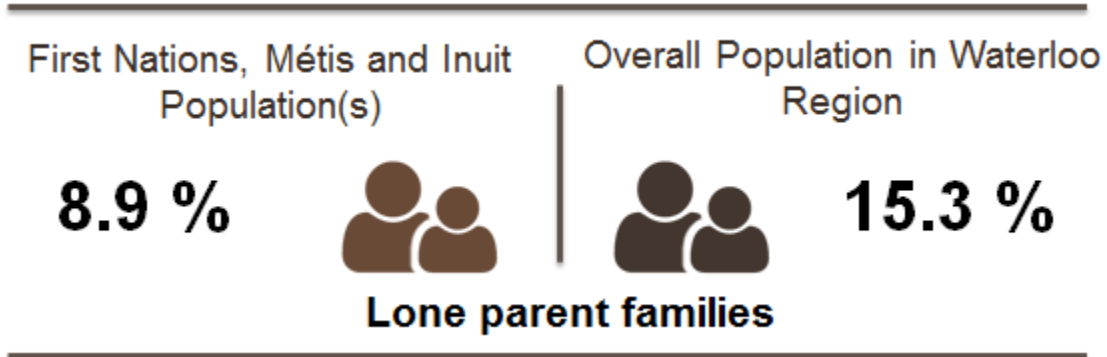 First Nations, Métis and Inuit
Population(s)
8.9 %
Overall Population in Waterloo
Region
15.3 %
Lone parent families